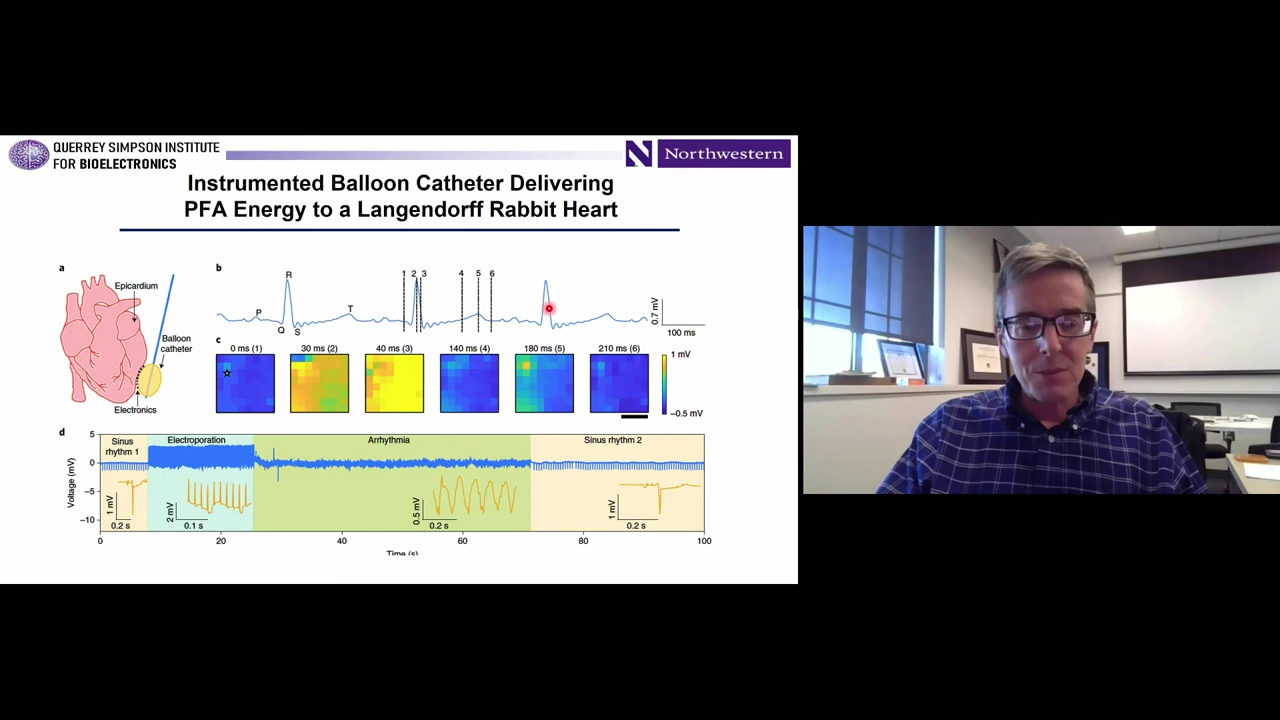 QUERREY SIMPSON INSTITUTE
FOR BIOELECTRONICS
N Northwestern
Instrumented Balloon Catheter Delivering
PFA Energy to a Langendorff Rabbit Heart
a
Epicardium
Balloon
catheter
Electronics
b
R
P
Q
S
T
1 2 3 4 5 6
0.7 mV
100 ms
c
0 ms (1) 30 ms (2) 40 ms (3) 140 ms (4) 180 ms (5) 210 ms (6)
1 mV
−0.5 mV
d
Voltage (mV)
5
0
−5
−10
Sinus
rhythm 1
Electroporation
Arrhythmia
Sinus rhythm 2
1 mV
0.2 s
2 mV
0.1 s
0.5 mV
0.2 s
1 mV
0.2 s
0 20 40 60 80 100
Time (s)